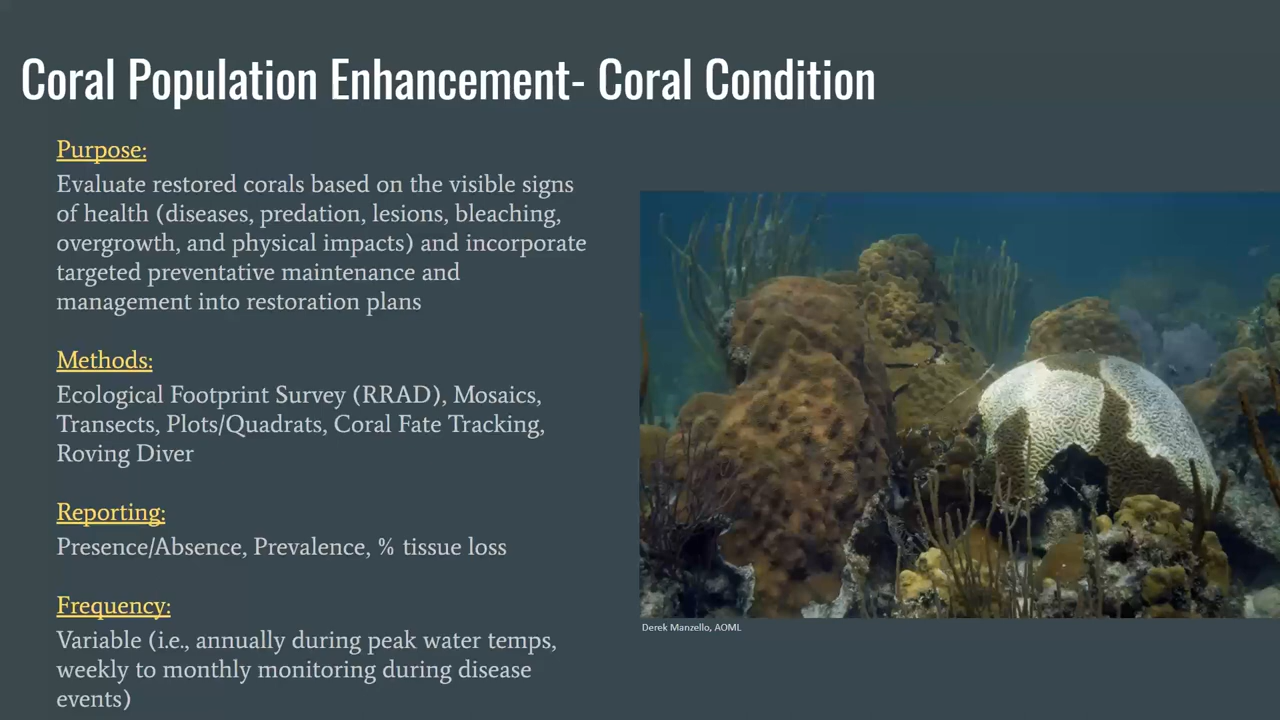 Coral Population Enhancement- Coral Condition
Purpose:
Evaluate restored corals based on the visible signs
of health (diseases, predation, lesions, bleaching,
overgrowth, and physical impacts) and incorporate
targeted preventative maintenance and
management into restoration plans
Methods:
Ecological Footprint Survey (RRAD), Mosaics,
Transects, Plots/Quadrats, Coral Fate Tracking,
Roving Diver
Reporting:
Presence/Absence, Prevalence, % tissue loss
Frequency:
Variable (i.e., annually during peak water temps,
weekly to monthly monitoring during disease
events)
Derek Manzello, AOML